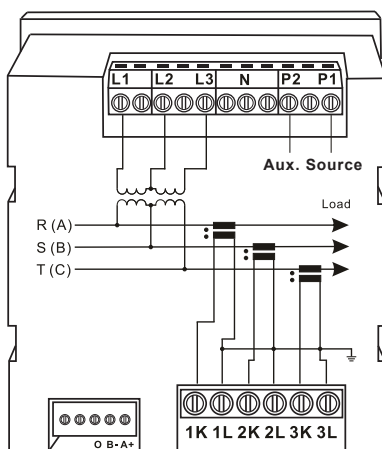 L1 L2 L3 N P2 P1
Aux. Source
Load
R (A)
S (B)
T (C)
1K 1L 2K 2L 3K 3L
O B- A+